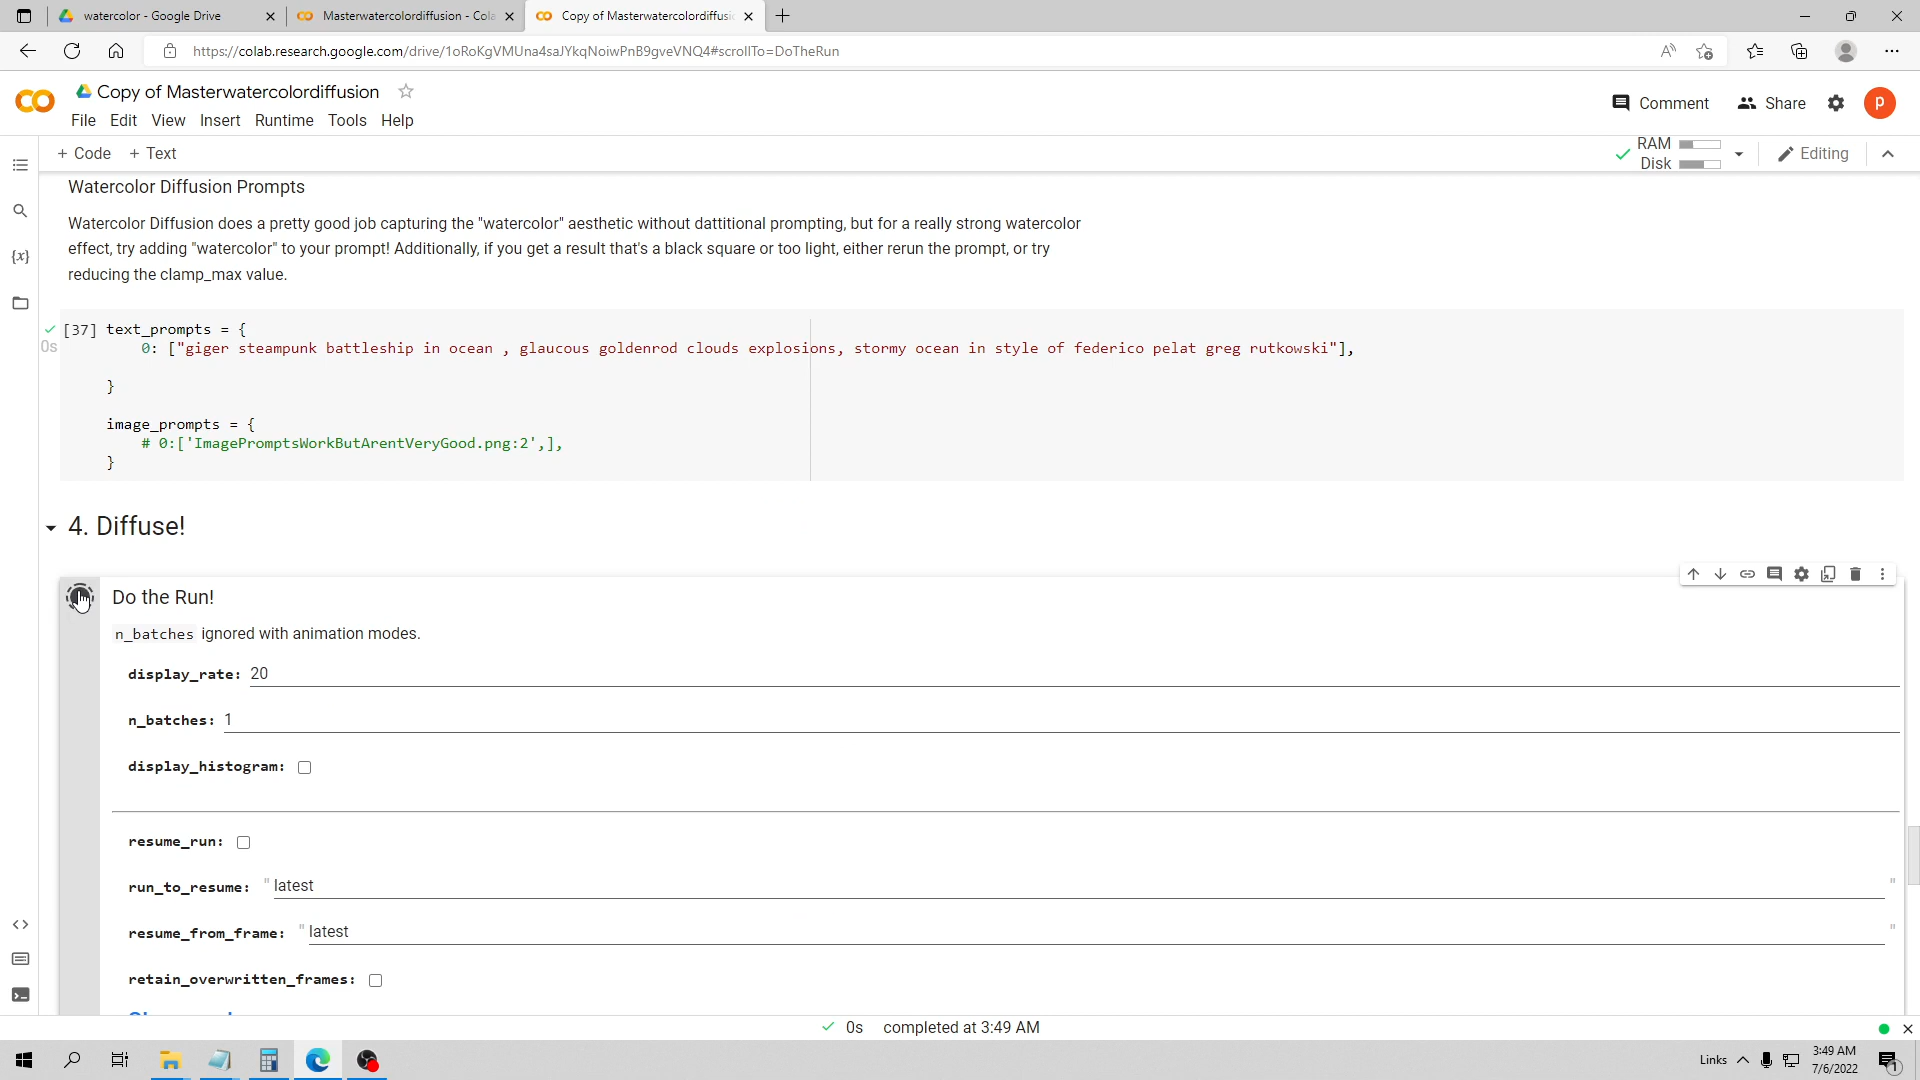 watercolor - Google Drive
Masterwatercolordiffusion - Cola
Copy of Masterwatercolordiffusi
https://colab.research.google.com/drive/1oRoKgVMUna4saJYkqNoiwPnB9gveVNQ4#scrollTo=DoTheRun
Copy of Masterwatercolordiffusion
File Edit View Insert Runtime Tools Help
Comment Share p
+ Code + Text
RAM
Disk
Editing
Watercolor Diffusion Prompts
Watercolor Diffusion does a pretty good job capturing the "watercolor" aesthetic without dattitional prompting, but for a really strong watercolor
effect, try adding "watercolor" to your prompt! Additionally, if you get a result that's a black square or too light, either rerun the prompt, or try
reducing the clamp_max value.
[37] text_prompts = {
0s
0: ["giger steampunk battleship in ocean , glaucous goldenrod clouds explosions, stormy ocean in style of federico pelat greg rutkowski"],
}
image_prompts = {
# 0:['ImagePromptsWorkButArentVeryGood.png:2',],
}
4. Diffuse!
Do the Run!
n_batches ignored with animation modes.
display_rate: 20
n_batches: 1
display_histogram:
resume_run:
run_to_resume: "latest"
resume_from_frame: "latest"
retain_overwritten_frames:
0s completed at 3:49 AM
Links
3:49 AM
7/6/2022
1